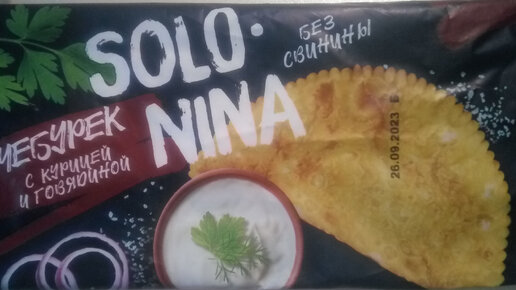 SOLO·
NINA
БЕЗ
СВИНИНЫ
ЧЕБУРЕК
С КУРИЦЕЙ
И ГОВЯДИНОЙ
26.09.2023 В